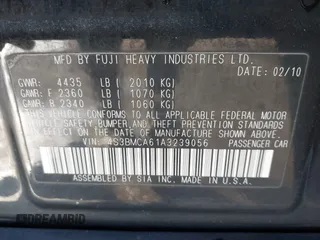 MFD BY FUJI HEAVY INDUSTRIES LTD.
DATE: 02/10
GVWR: 4435 LB ( 2010 KG)
GAWR: F 2360 LB ( 1070 KG)
GAWR: R 2340 LB ( 1060 KG)
THIS VEHICLE CONFORMS TO ALL APPLICABLE FEDERAL MOTOR
VEHICLE SAFETY, BUMPER AND THEFT PREVENTION STANDARDS
IN EFFECT ON THE DATE OF MANUFACTURE SHOWN ABOVE.
VIN: 4S3BMCA61A3239056 PASSENGER CAR
ASSEMBLED BY SIA INC. MADE IN U.S.A.
DREAMBID